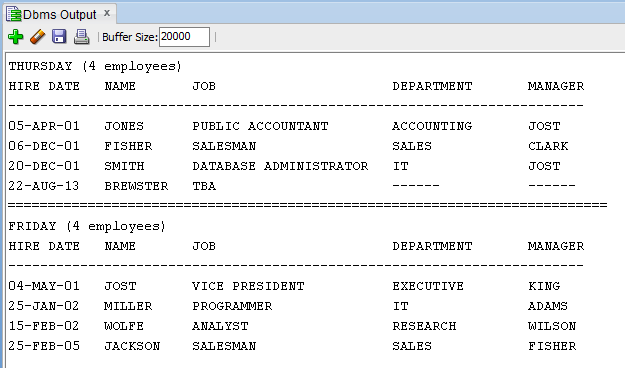 Dbms Output x
Buffer Size: 20000
THURSDAY (4 employees)
HIRE DATE NAME JOB DEPARTMENT MANAGER
------------------------------------------------------------------------
05-APR-01 JONES PUBLIC ACCOUNTANT ACCOUNTING JOST
06-DEC-01 FISHER SALESMAN SALES CLARK
20-DEC-01 SMITH DATABASE ADMINISTRATOR IT JOST
22-AUG-13 BREWSTER TBA ------ ------
===========================================================================
FRIDAY (4 employees)
HIRE DATE NAME JOB DEPARTMENT MANAGER
------------------------------------------------------------------------
04-MAY-01 JOST VICE PRESIDENT EXECUTIVE KING
25-JAN-02 MILLER PROGRAMMER IT ADAMS
15-FEB-02 WOLFE ANALYST RESEARCH WILSON
25-FEB-05 JACKSON SALESMAN SALES FISHER